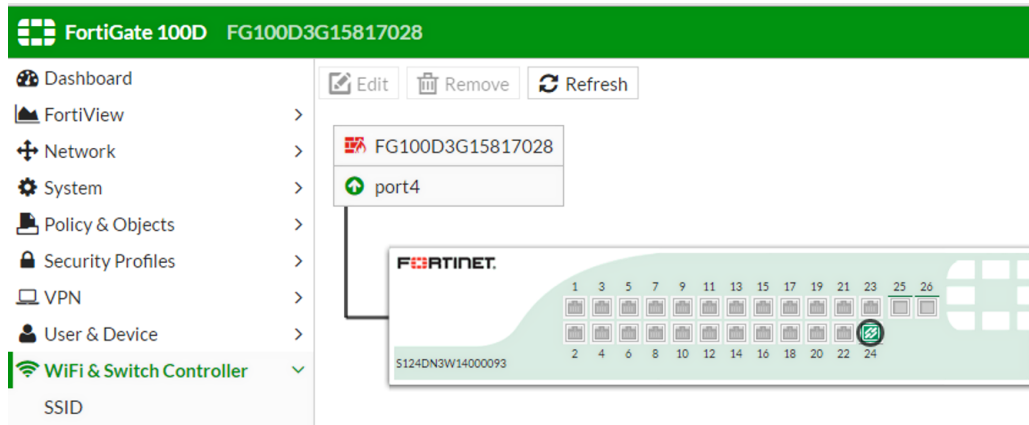 FortiGate 100D FG100D3G15817028
Dashboard
FortiView
Network
System
Policy & Objects
Security Profiles
VPN
User & Device
WiFi & Switch Controller
SSID
Edit Remove Refresh
FG100D3G15817028
port4
FORTINET.
1 3 5 7 9 11 13 15 17 19 21 23 25 26
2 4 6 8 10 12 14 16 18 20 22 24
S124DN3W14000093